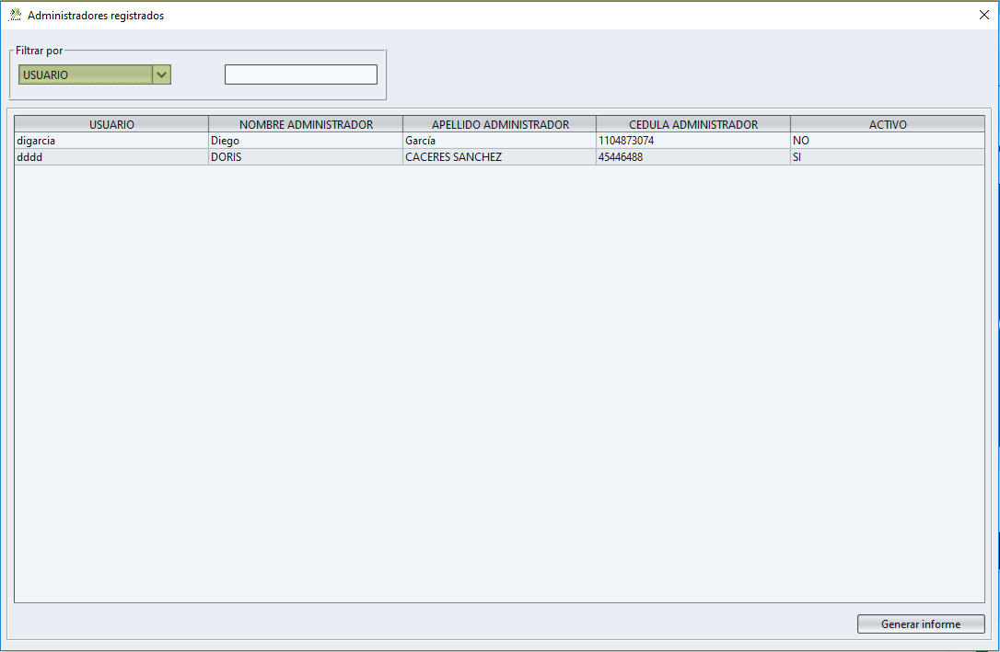 Administradores registrados
Filtrar por
USUARIO
USUARIO NOMBRE ADMINISTRADOR APELLIDO ADMINISTRADOR CEDULA ADMINISTRADOR ACTIVO
digarcia Diego García 1104873074 NO
dddd DORIS CACERES SANCHEZ 45446488 SI
Generar informe